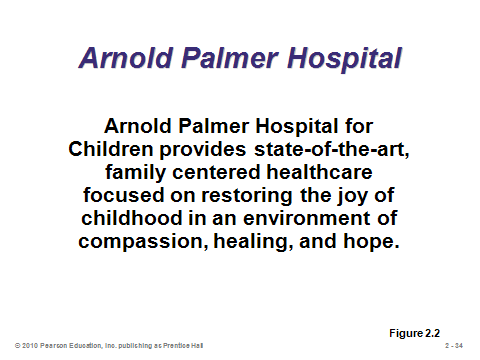 Arnold Palmer Hospital
Arnold Palmer Hospital for
Children provides state-of-the-art,
family centered healthcare
focused on restoring the joy of
childhood in an environment of
compassion, healing, and hope.
Figure 2.2
© 2010 Pearson Education, Inc. publishing as Prentice Hall
2 - 34